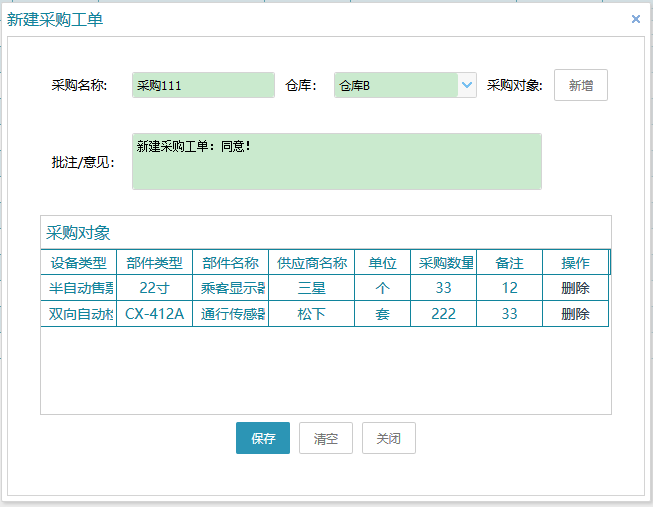 新建采购工单 ×
采购名称: 采购111 仓库: 仓库B 采购对象: 新增
批注/意见: 新建采购工单：同意！
采购对象
设备类型 部件类型 部件名称 供应商名称 单位 采购数量 备注 操作
半自动售 22寸 乘客显示 三星 个 33 12 删除
双向自动 CX-412A 通行传感 松下 套 222 33 删除
保存 清空 关闭